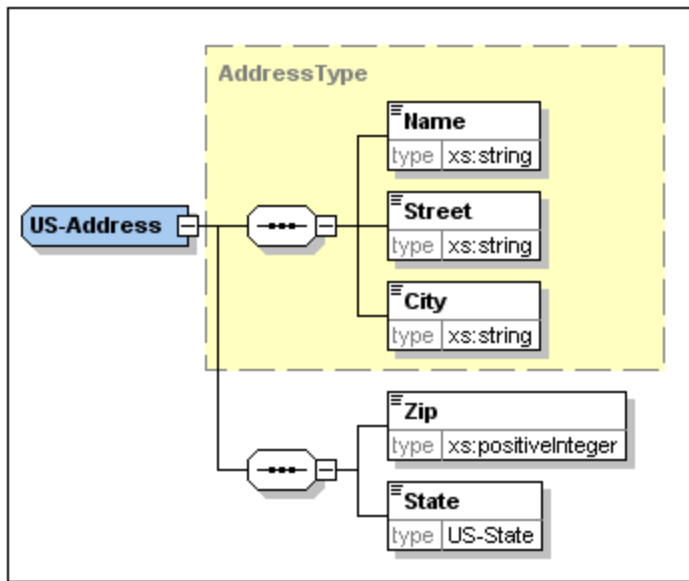 AddressType
Name
type xs:string
US-Address
Street
type xs:string
City
type xs:string
Zip
type xs:positiveInteger
State
type US-State